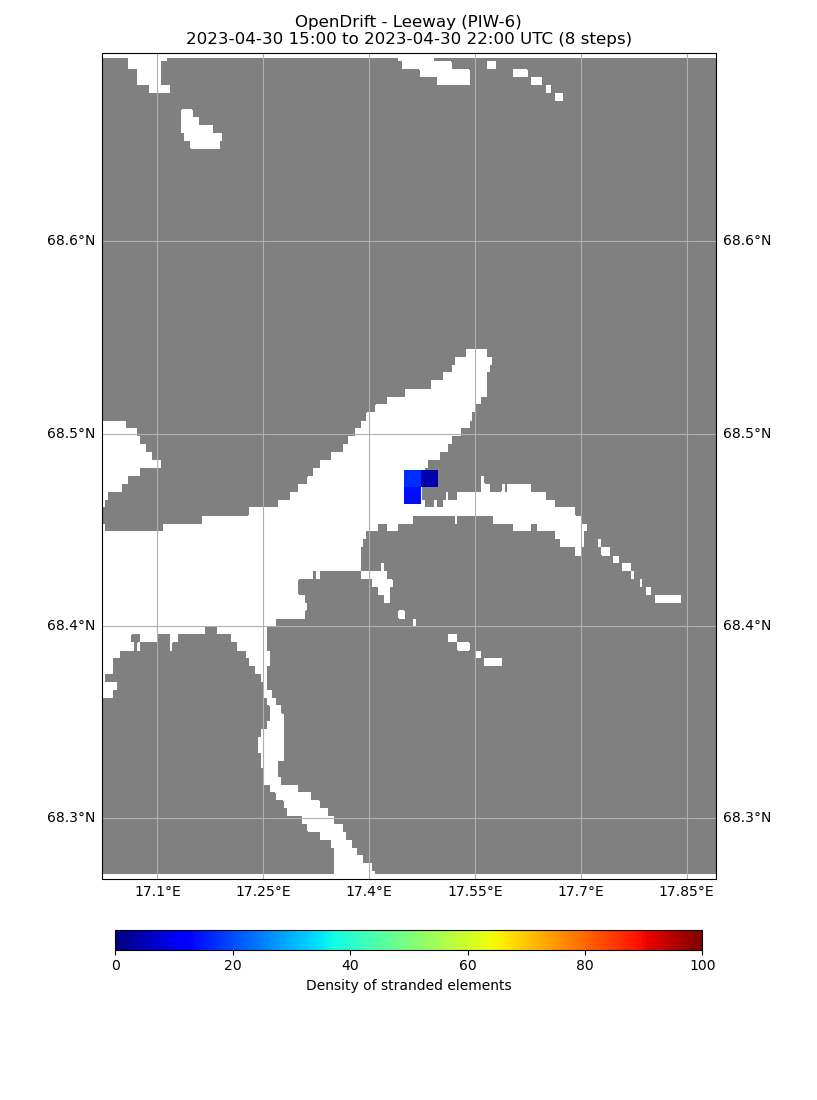 OpenDrift - Leeway (PIW-6)
2023-04-30 15:00 to 2023-04-30 22:00 UTC (8 steps)
68.6°N 68.6°N
68.5°N 68.5°N
68.4°N 68.4°N
68.3°N 68.3°N
17.1°E 17.25°E 17.4°E 17.55°E 17.7°E 17.85°E
0 20 40 60 80 100
Density of stranded elements